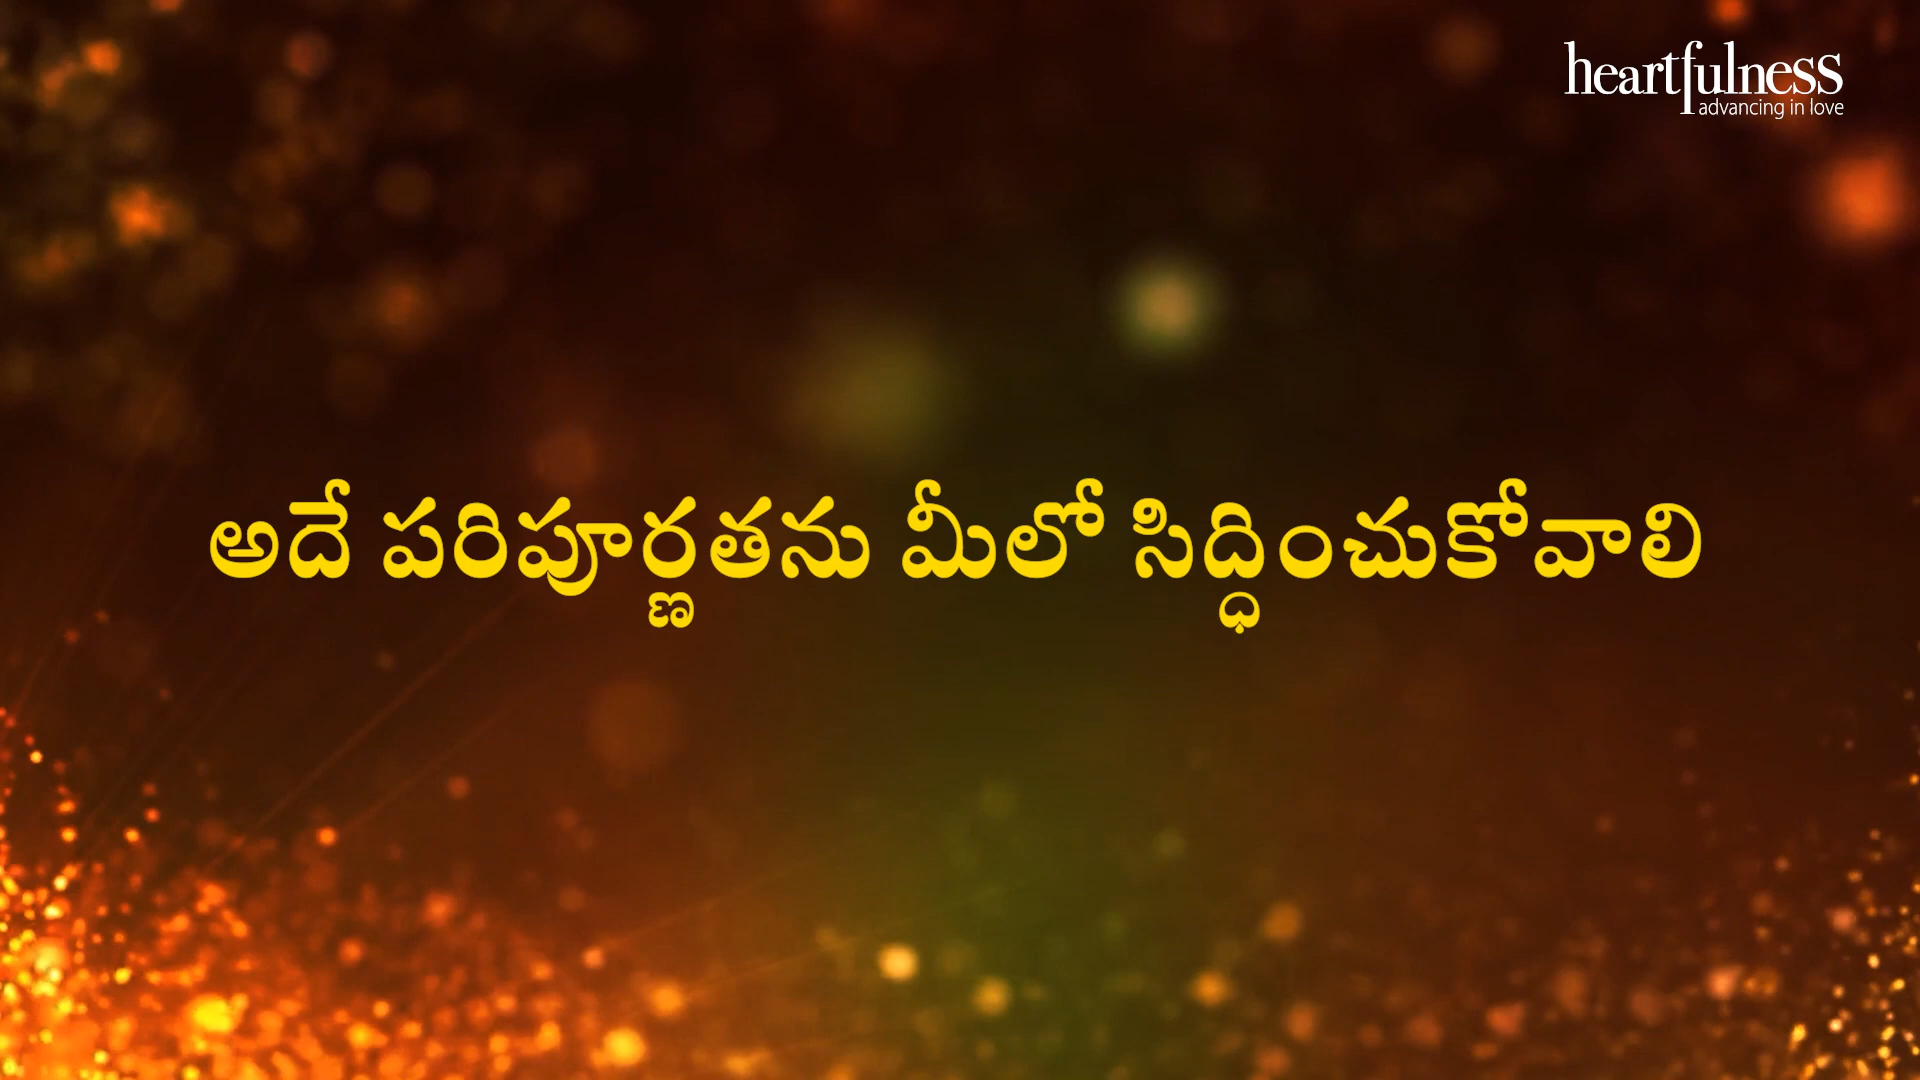 heartfulness
advancing in love
అదే పరిపూర్ణతను మీలో సిద్ధించుకోవాలి